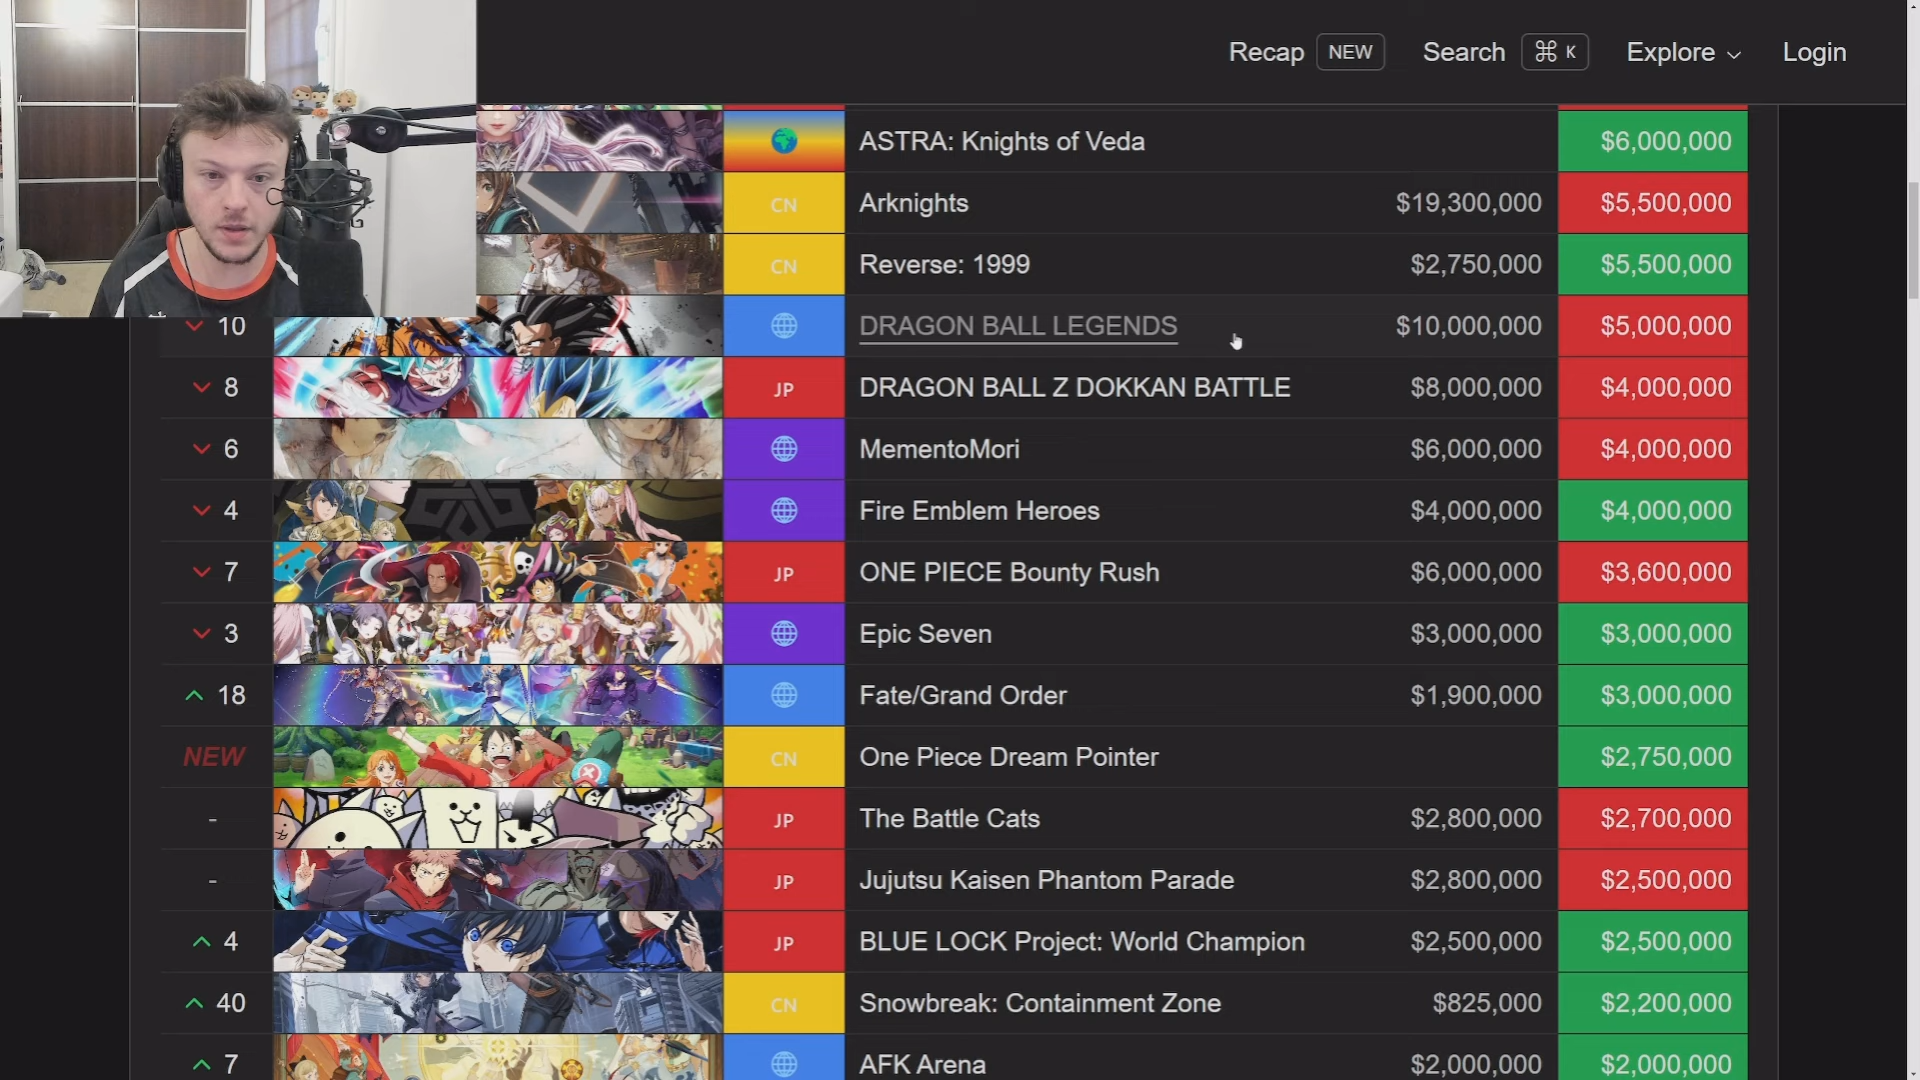 Recap NEW Search ⌘ K Explore Login
ASTRA: Knights of Veda $6,000,000
CN Arknights $19,300,000 $5,500,000
CN Reverse: 1999 $2,750,000 $5,500,000
10 DRAGON BALL LEGENDS $10,000,000 $5,000,000
8 JP DRAGON BALL Z DOKKAN BATTLE $8,000,000 $4,000,000
6 MementoMori $6,000,000 $4,000,000
4 Fire Emblem Heroes $4,000,000 $4,000,000
7 JP ONE PIECE Bounty Rush $6,000,000 $3,600,000
3 Epic Seven $3,000,000 $3,000,000
18 Fate/Grand Order $1,900,000 $3,000,000
NEW CN One Piece Dream Pointer $2,750,000
- JP The Battle Cats $2,800,000 $2,700,000
- JP Jujutsu Kaisen Phantom Parade $2,800,000 $2,500,000
4 JP BLUE LOCK Project: World Champion $2,500,000 $2,500,000
40 CN Snowbreak: Containment Zone $825,000 $2,200,000
7 AFK Arena $2,000,000 $2,000,000